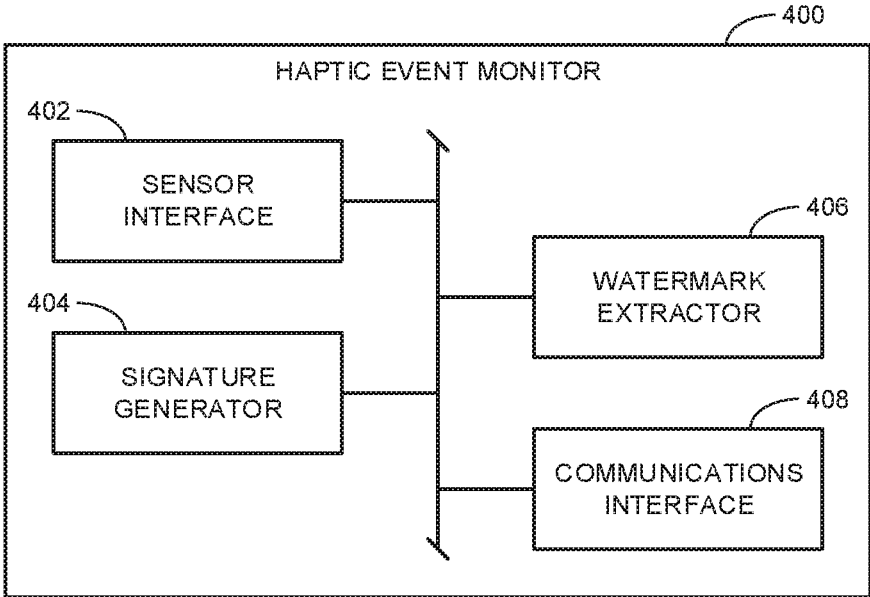 400
HAPTIC EVENT MONITOR
402
SENSOR
INTERFACE
406
WATERMARK
EXTRACTOR
404
SIGNATURE
GENERATOR
408
COMMUNICATIONS
INTERFACE